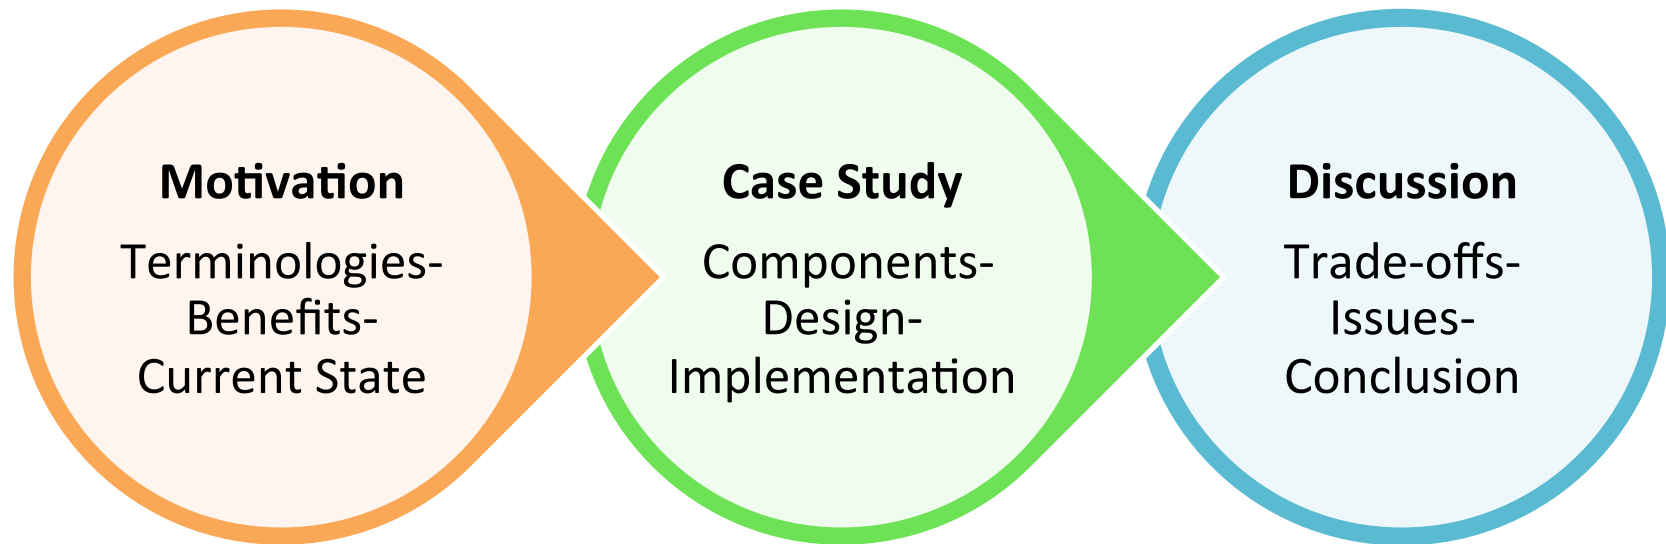 Motivation
Terminologies-
Benefits-
Current State
Case Study
Components-
Design-
Implementation
Discussion
Trade-offs-
Issues-
Conclusion